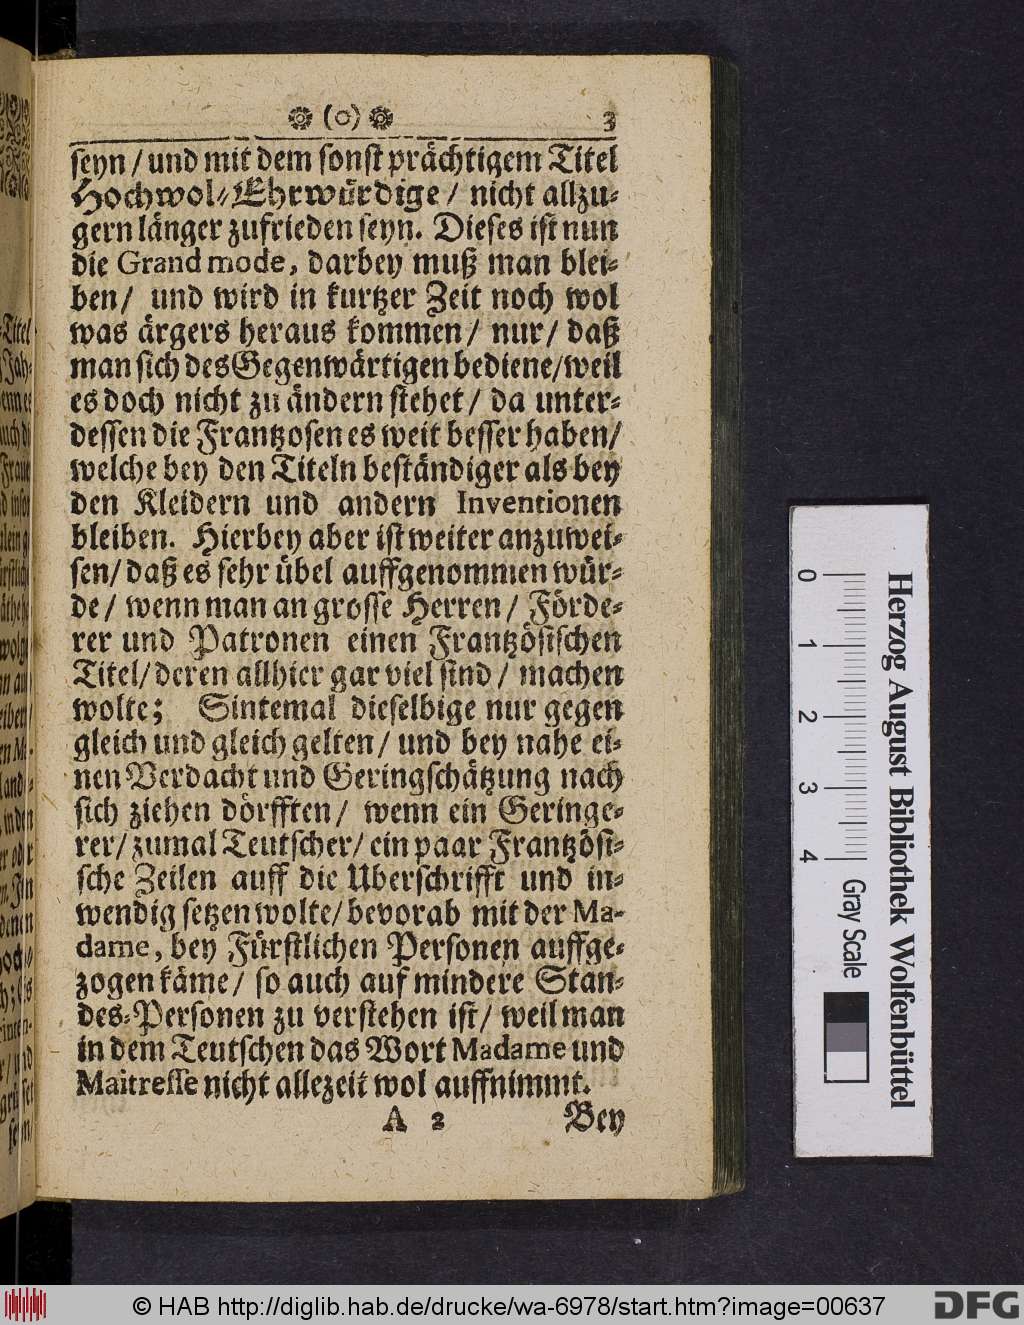 (o) 3
seyn / und mit dem sonst prächtigem Titel
Hochwol-Ehrwürdige / nicht allzu-
gern länger zufrieden seyn. Dieses ist nun
die Grand mode, darbey muß man blei-
ben / und wird in kurtzer Zeit noch wol
was ärgers heraus kommen / nur / daß
man sich des Gegenwärtigen bediene / weil
es doch nicht zu ändern stehet / da unter-
dessen die Frantzosen es weit besser haben /
welche bey den Titeln beständiger als bey
den Kleidern und andern Inventionen
bleiben. Hierbey aber ist weiter anzuwei-
sen / daß es sehr übel auffgenommen wür-
de / wenn man an grosse Herren / Förde-
rer und Patronen einen Frantzösischen
Titel / deren allhier gar viel sind / machen
wolte; Sintemal dieselbige nur gegen
gleich und gleich gelten / und bey nahe ei-
nen Verdacht und Geringschätzung nach
sich ziehen dörfften / wenn ein Geringe-
rer / zumal Teutscher / ein paar Frantzösi-
sche Zeilen auff die Uberschrifft und in-
wendig setzen wolte / bevorab mit der Ma-
dame, bey Fürstlichen Personen auffge-
zogen käme / so auch auf mindere Stan-
des-Personen zu verstehen ist / weil man
in dem Teutschen das Wort Madame und
Maitresse nicht allezeit wol auffnimmt.
A 2 Bey
0 1 2 3 4 Gray Scale
Herzog August Bibliothek Wolfenbüttel
© HAB http://diglib.hab.de/drucke/wa-6978/start.htm?image=00637 DFG